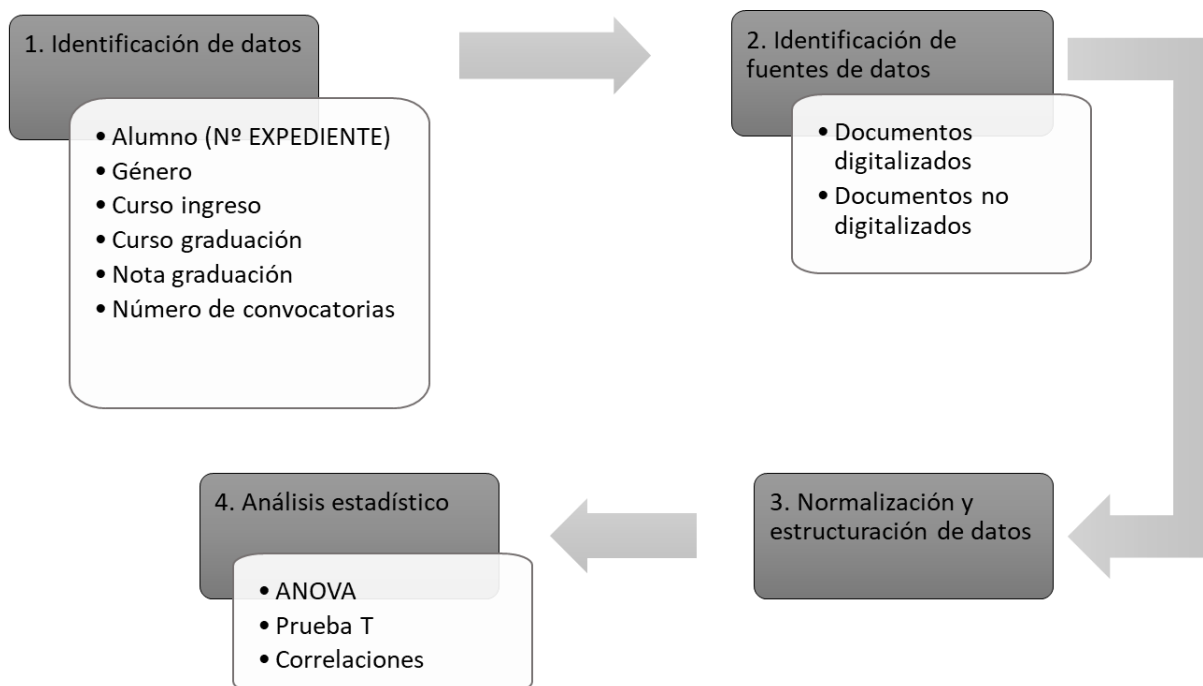 1. Identificación de datos
• Alumno (Nº EXPEDIENTE)
• Género
• Curso ingreso
• Curso graduación
• Nota graduación
• Número de convocatorias
2. Identificación de
fuentes de datos
• Documentos
digitalizados
• Documentos no
digitalizados
3. Normalización y
estructuración de datos
4. Análisis estadístico
• ANOVA
• Prueba T
• Correlaciones